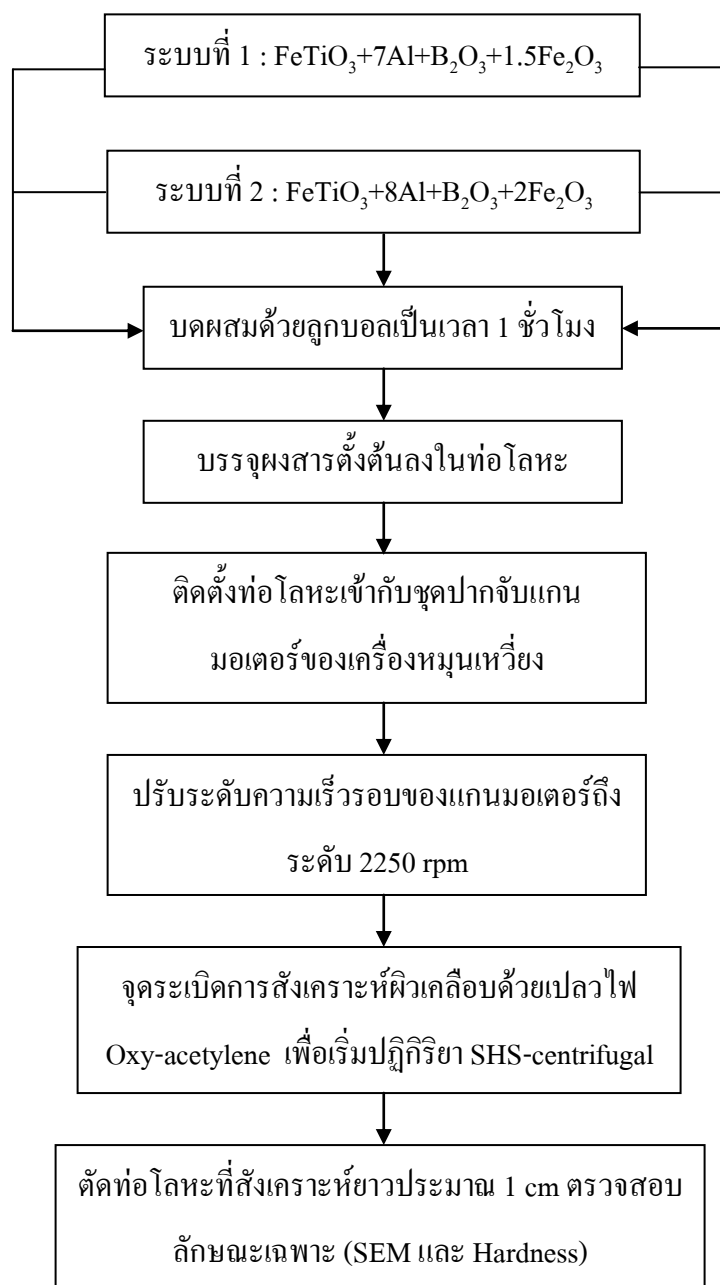 ระบบที่ 1 : FeTiO₃+7Al+B₂O₃+1.5Fe₂O₃
ระบบที่ 2 : FeTiO₃+8Al+B₂O₃+2Fe₂O₃
บดผสมด้วยลูกบอลเป็นเวลา 1 ชั่วโมง
บรรจุผงสารตั้งต้นลงในท่อโลหะ
ติดตั้งท่อโลหะเข้ากับชุดปากจับแกน
มอเตอร์ของเครื่องหมุนเหวี่ยง
ปรับระดับความเร็วรอบของแกนมอเตอร์ถึง
ระดับ 2250 rpm
จุดระเบิดการสังเคราะห์ผิวเคลือบด้วยเปลวไฟ
Oxy-acetylene เพื่อเริ่มปฏิกิริยา SHS-centrifugal
ตัดท่อโลหะที่สังเคราะห์ยาวประมาณ 1 cm ตรวจสอบ
ลักษณะเฉพาะ (SEM และ Hardness)